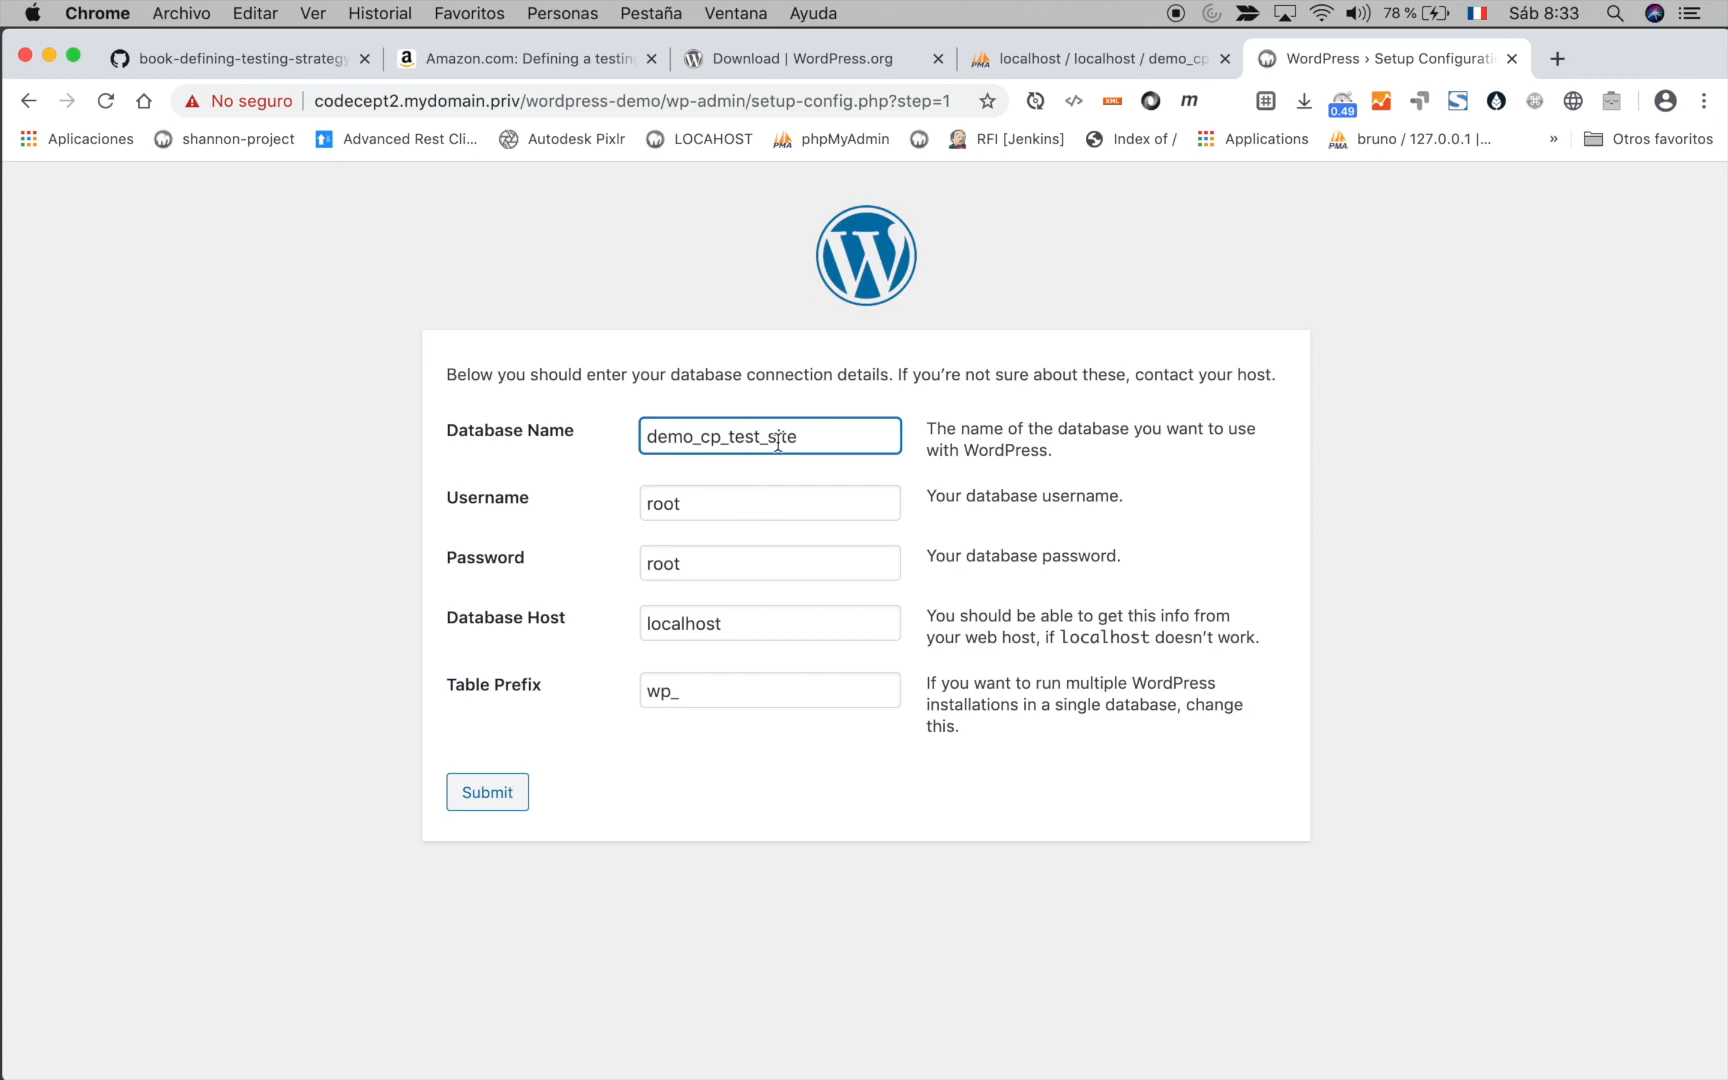 Chrome Archivo Editar Ver Historial Favoritos Personas Pestaña Ventana Ayuda 78 % Sáb 8:33
book-defining-testing-strategy
Amazon.com: Defining a testin
Download | WordPress.org
localhost / localhost / demo_cp
WordPress › Setup Configurati
No seguro codecept2.mydomain.priv/wordpress-demo/wp-admin/setup-config.php?step=1
XML
m
0.49
Aplicaciones shannon-project Advanced Rest Cli... Autodesk Pixlr LOCAHOST phpMyAdmin RFI [Jenkins] Index of / Applications bruno / 127.0.0.1 |... » Otros favoritos
Below you should enter your database connection details. If you’re not sure about these, contact your host.
Database Name
demo_cp_test_site
The name of the database you want to use
with WordPress.
Username
root
Your database username.
Password
root
Your database password.
Database Host
localhost
You should be able to get this info from
your web host, if localhost doesn’t work.
Table Prefix
wp_
If you want to run multiple WordPress
installations in a single database, change
this.
Submit